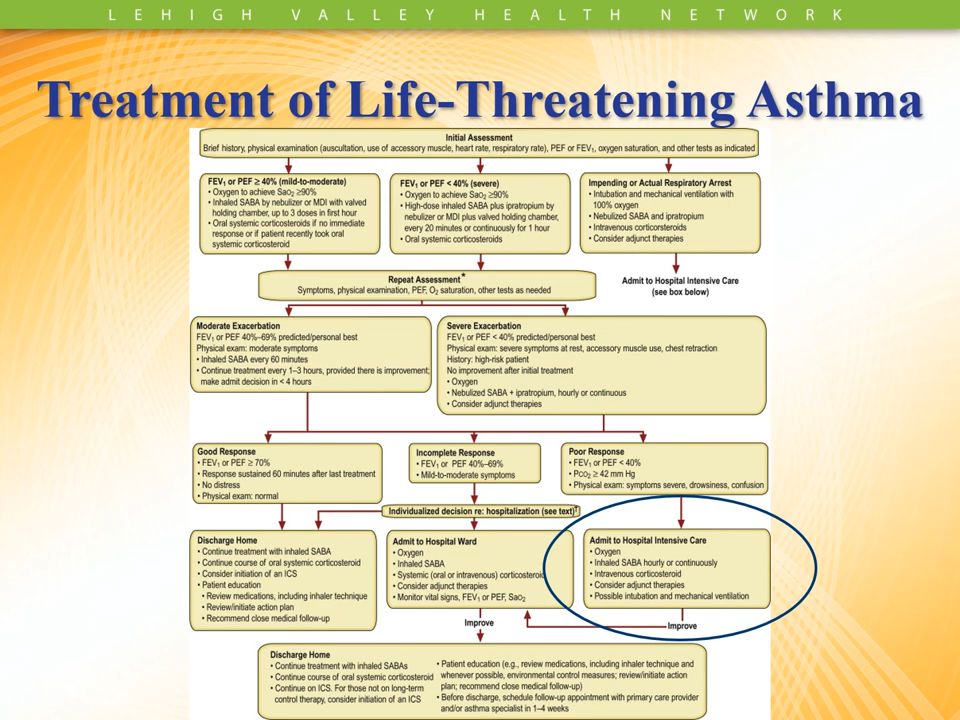 LEHIGH VALLEY HEALTH NETWORK
Treatment of Life-Threatening Asthma
Initial Assessment
Brief history, physical examination (auscultation, use of accessory muscle, heart rate, respiratory rate), PEF or FEV₁, oxygen saturation, and other tests as indicated
FEV₁ or PEF ≥ 40% (mild-to-moderate)
• Oxygen to achieve SaO₂ ≥90%
• Inhaled SABA by nebulizer or MDI with valved
holding chamber, up to 3 doses in first hour
• Oral systemic corticosteroids if no immediate
response or if patient recently took oral
systemic corticosteroid
FEV₁ or PEF < 40% (severe)
• Oxygen to achieve SaO₂ ≥90%
• High-dose inhaled SABA plus ipratropium by
nebulizer or MDI plus valved holding chamber,
every 20 minutes or continuously for 1 hour
• Oral systemic corticosteroids
Impending or Actual Respiratory Arrest
• Intubation and mechanical ventilation with
100% oxygen
• Nebulized SABA and ipratropium
• Intravenous corticorsteroids
• Consider adjunct therapies
Admit to Hospital Intensive Care
(see box below)
Repeat Assessment*
Symptoms, physical examination, PEF, O₂ saturation, other tests as needed
Moderate Exacerbation
FEV₁ or PEF 40%–69% predicted/personal best
Physical exam: moderate symptoms
• Inhaled SABA every 60 minutes
• Continue treatment every 1–3 hours, provided there is improvement;
make admit decision in < 4 hours
Severe Exacerbation
FEV₁ or PEF < 40% predicted/personal best
Physical exam: severe symptoms at rest, accessory muscle use, chest retraction
History: high-risk patient
No improvement after initial treatment
• Oxygen
• Nebulized SABA + ipratropium, hourly or continuous
• Consider adjunct therapies
Good Response
• FEV₁ or PEF ≥ 70%
• Response sustained 60 minutes after last treatment
• No distress
• Physical exam: normal
Incomplete Response
• FEV₁ or PEF 40%–69%
• Mild-to-moderate symptoms
Poor Response
• FEV₁ or PEF < 40%
• PCO₂ ≥ 42 mm Hg
• Physical exam: symptoms severe, drowsiness, confusion
Individualized decision re: hospitalization (see text)†
Discharge Home
• Continue treatment with inhaled SABA
• Continue course of oral systemic corticosteroid
• Consider initiation of an ICS
• Patient education
• Review medications, including inhaler technique
• Review/initiate action plan
• Recommend close medical follow-up
Admit to Hospital Ward
• Oxygen
• Inhaled SABA
• Systemic (oral or intravenous) corticosteroid
• Consider adjunct therapies
• Monitor vital signs, FEV₁ or PEF, SaO₂
Admit to Hospital Intensive Care
• Oxygen
• Inhaled SABA hourly or continuously
• Intravenous corticosteroid
• Consider adjunct therapies
• Possible intubation and mechanical ventilation
Improve
Improve
Discharge Home
• Continue treatment with inhaled SABAs
• Continue course of oral systemic corticosteroid
• Continue on ICS. For those not on long-term
control therapy, consider initiation of an ICS
• Patient education (e.g., review medications, including inhaler technique and
whenever possible, environmental control measures; review/initiate action
plan; recommend close medical follow-up)
• Before discharge, schedule follow-up appointment with primary care provider
and/or asthma specialist in 1–4 weeks